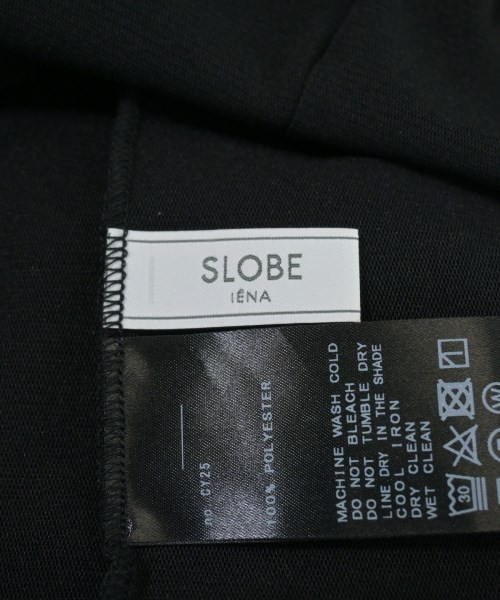 SLOBE
IÉNA
no. CY25
100% POLYESTER
MACHINE WASH COLD
DO NOT BLEACH
DO NOT TUMBLE DRY
LINE DRY IN THE SHADE
COOL IRON
DRY CLEAN
WET CLEAN
30
W